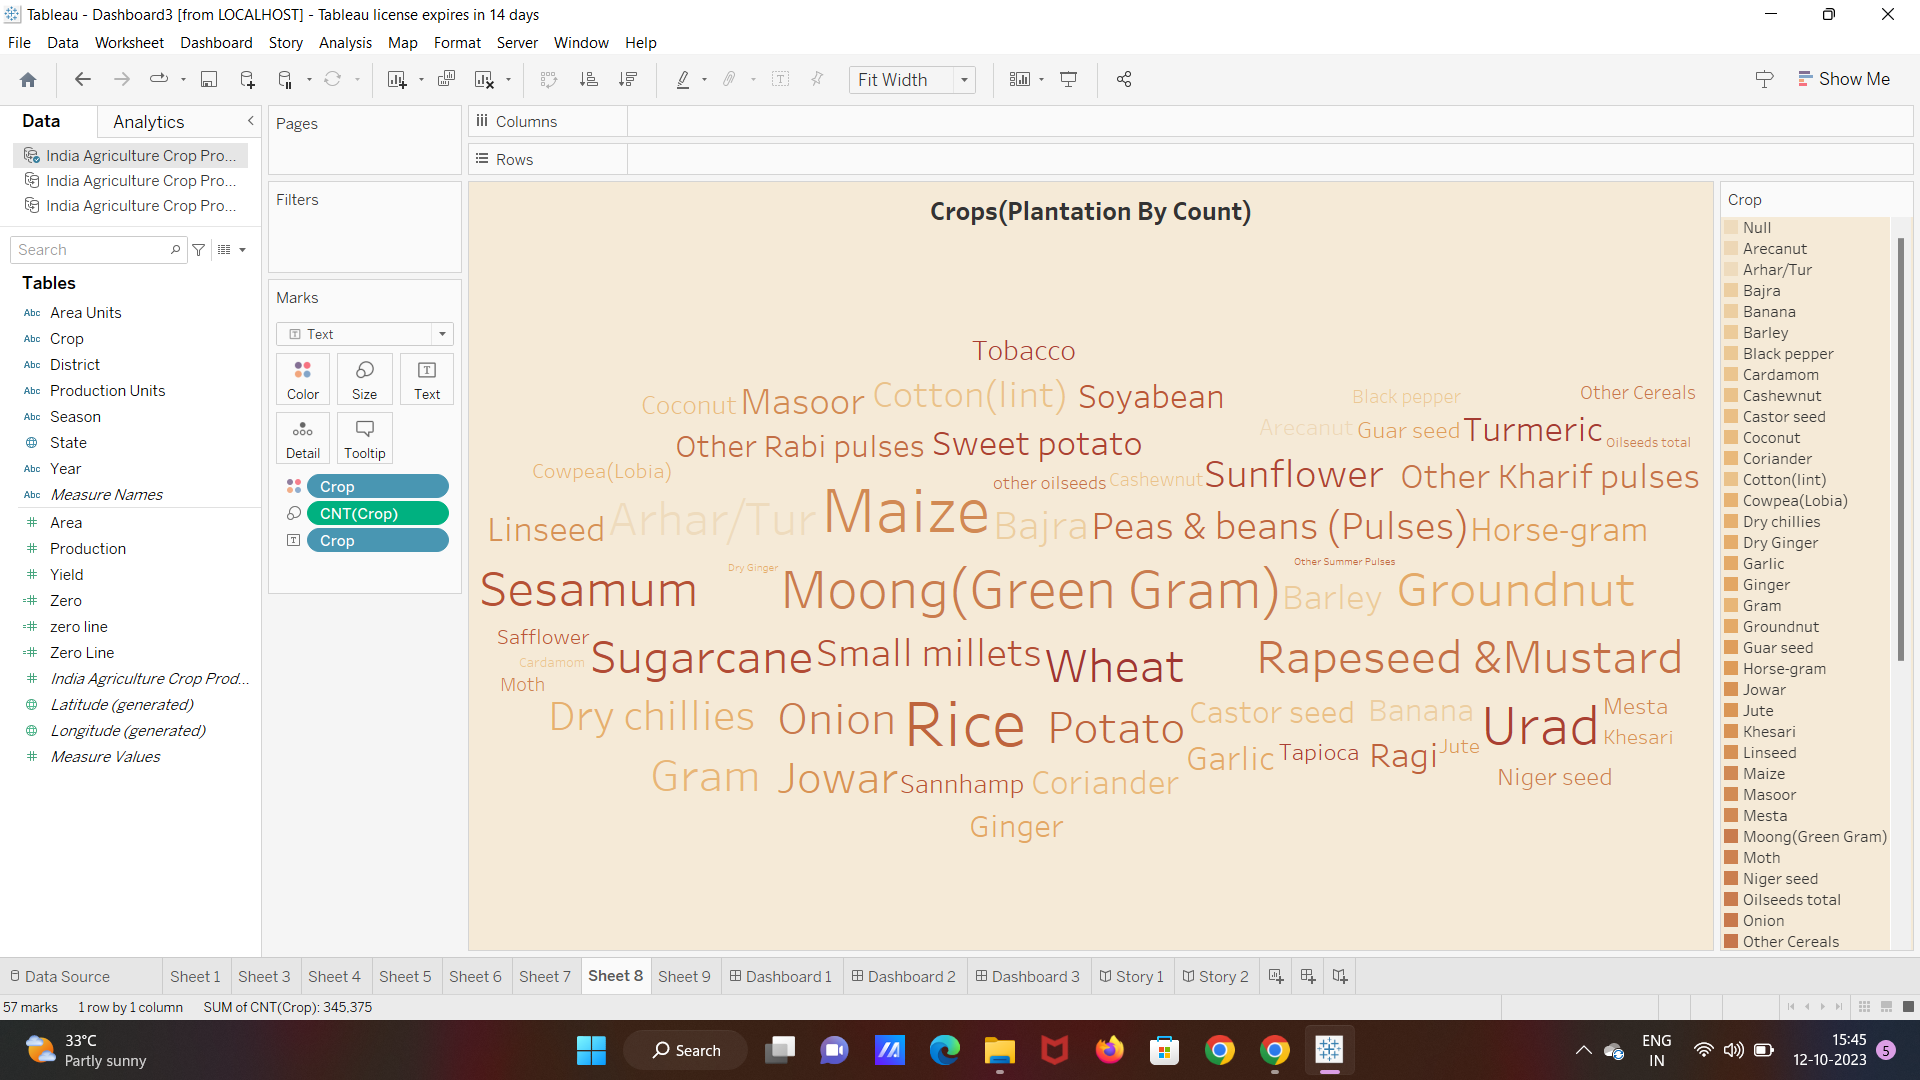 Tableau - Dashboard3 [from LOCALHOST] - Tableau license expires in 14 days
File Data Worksheet Dashboard Story Analysis Map Format Server Window Help
Fit Width
Show Me
Data Analytics
India Agriculture Crop Pro...
India Agriculture Crop Pro...
India Agriculture Crop Pro...
Search
Tables
Abc Area Units
Abc Crop
Abc District
Abc Production Units
Abc Season
State
Abc Year
Abc Measure Names
# Area
# Production
# Yield
=# Zero
=# zero line
=# Zero Line
# India Agriculture Crop Prod...
Latitude (generated)
Longitude (generated)
# Measure Values
Pages
Filters
Marks
Text
Color Size Text
Detail Tooltip
Crop
CNT(Crop)
Crop
Columns
Rows
Crops(Plantation By Count)
Tobacco
Coconut Masoor Cotton(lint) Soyabean Black pepper Other Cereals
Other Rabi pulses Sweet potato Arecanut Guar seed Turmeric Oilseeds total
Cowpea(Lobia) other oilseeds Cashewnut Sunflower Other Kharif pulses
Linseed Arhar/Tur Maize Bajra Peas & beans (Pulses) Horse-gram
Sesamum Dry Ginger Moong(Green Gram) Other Summer Pulses Barley Groundnut
Safflower
Cardamom Sugarcane Small millets Wheat Rapeseed &Mustard
Moth
Dry chillies Onion Rice Potato Castor seed Banana Urad Mesta
Khesari
Garlic Tapioca Ragi Jute
Gram Jowar Sannhamp Coriander Niger seed
Ginger
Crop
Null
Arecanut
Arhar/Tur
Bajra
Banana
Barley
Black pepper
Cardamom
Cashewnut
Castor seed
Coconut
Coriander
Cotton(lint)
Cowpea(Lobia)
Dry chillies
Dry Ginger
Garlic
Ginger
Gram
Groundnut
Guar seed
Horse-gram
Jowar
Jute
Khesari
Linseed
Maize
Masoor
Mesta
Moong(Green Gram)
Moth
Niger seed
Oilseeds total
Onion
Other Cereals
Data Source Sheet 1 Sheet 3 Sheet 4 Sheet 5 Sheet 6 Sheet 7 Sheet 8 Sheet 9 Dashboard 1 Dashboard 2 Dashboard 3 Story 1 Story 2
57 marks 1 row by 1 column SUM of CNT(Crop): 345,375
33°C
Partly sunny
Search
ENG
IN
15:45
12-10-2023
5